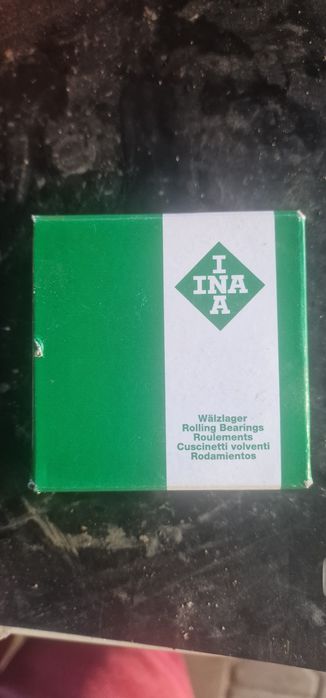 I
INA
A
Wälzlager
Rolling Bearings
Roulements
Cuscinetti volventi
Rodamientos